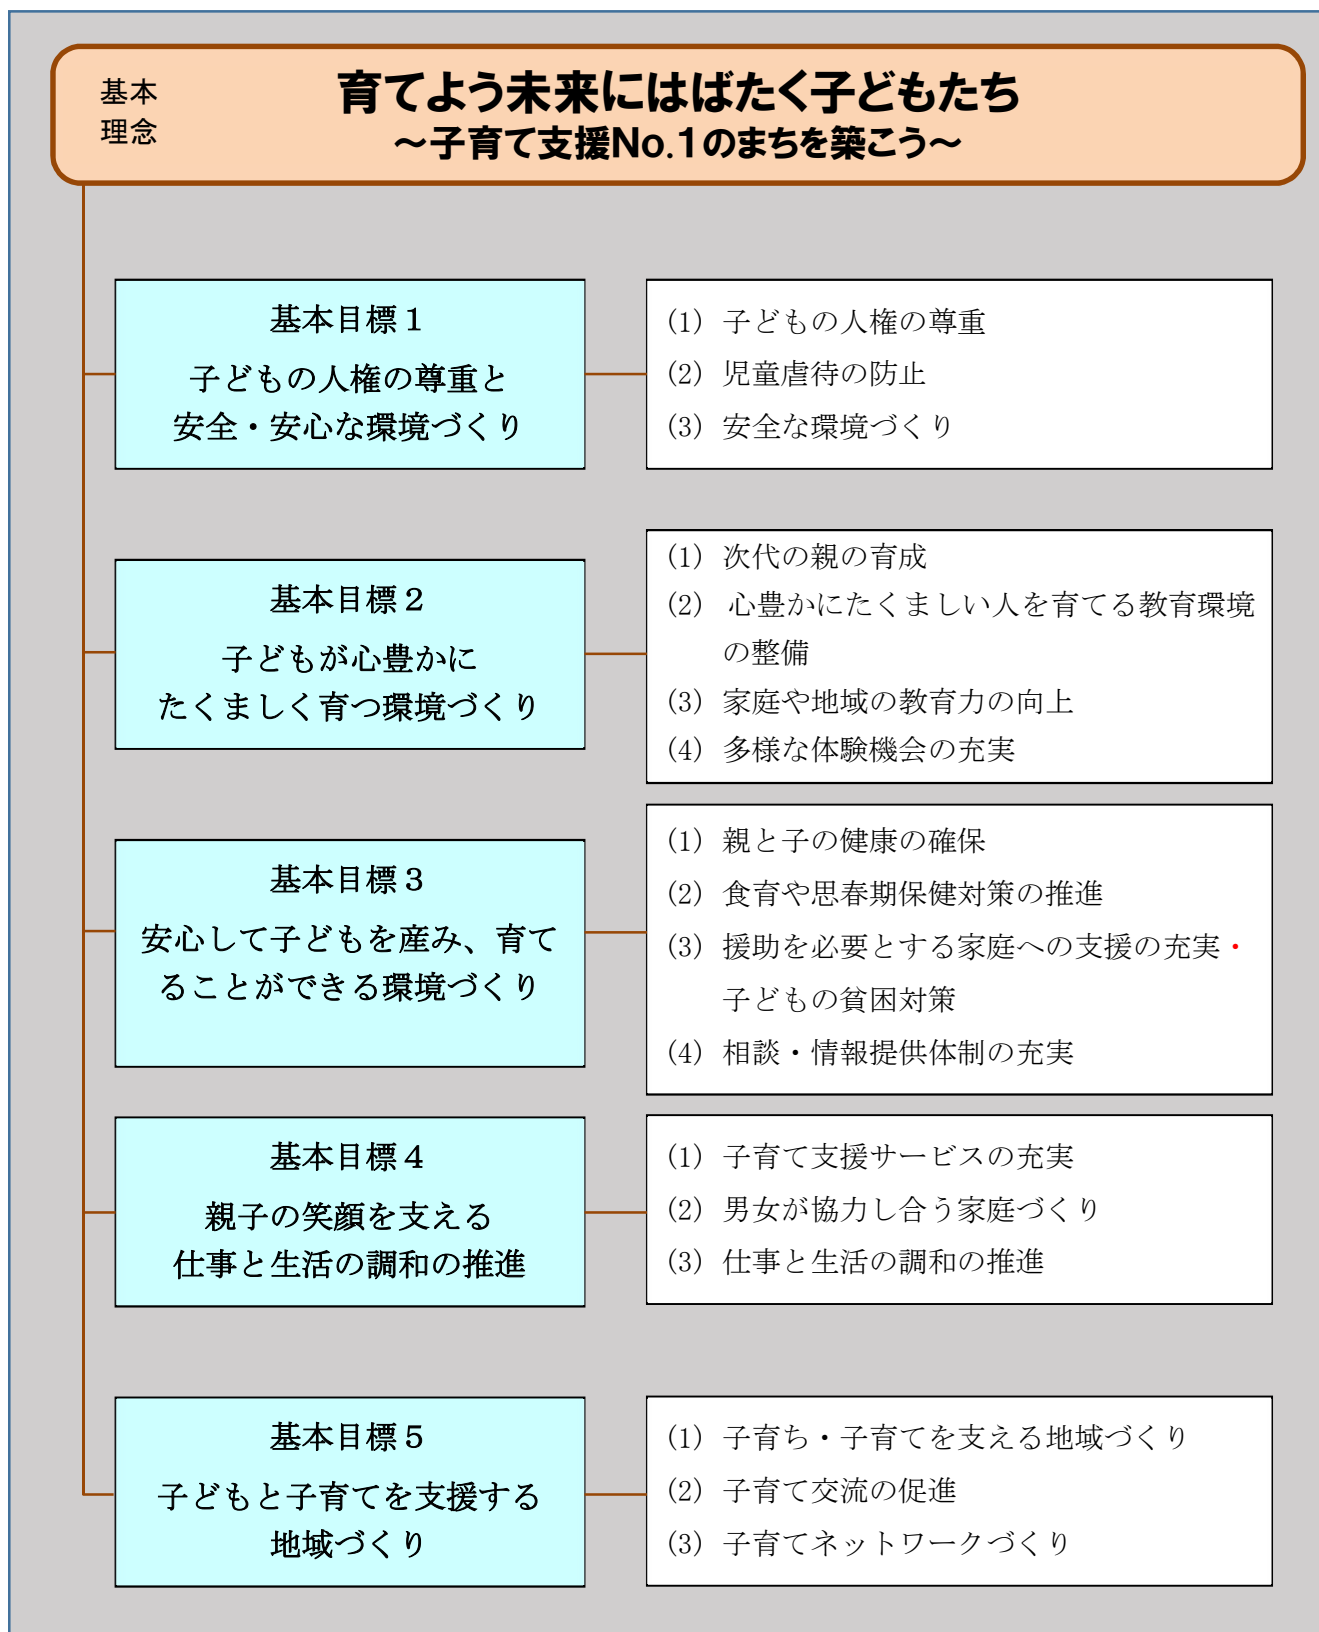 基本
理念
育てよう未来にはばたく子どもたち
～子育て支援No.1のまちを築こう～
基本目標１
子どもの人権の尊重と
安全・安心な環境づくり
(1) 子どもの人権の尊重
(2) 児童虐待の防止
(3) 安全な環境づくり
基本目標２
子どもが心豊かに
たくましく育つ環境づくり
(1) 次代の親の育成
(2) 心豊かにたくましい人を育てる教育環境
の整備
(3) 家庭や地域の教育力の向上
(4) 多様な体験機会の充実
基本目標３
安心して子どもを産み、育て
ることができる環境づくり
(1) 親と子の健康の確保
(2) 食育や思春期保健対策の推進
(3) 援助を必要とする家庭への支援の充実・
子どもの貧困対策
(4) 相談・情報提供体制の充実
基本目標４
親子の笑顔を支える
仕事と生活の調和の推進
(1) 子育て支援サービスの充実
(2) 男女が協力し合う家庭づくり
(3) 仕事と生活の調和の推進
基本目標５
子どもと子育てを支援する
地域づくり
(1) 子育ち・子育てを支える地域づくり
(2) 子育て交流の促進
(3) 子育てネットワークづくり